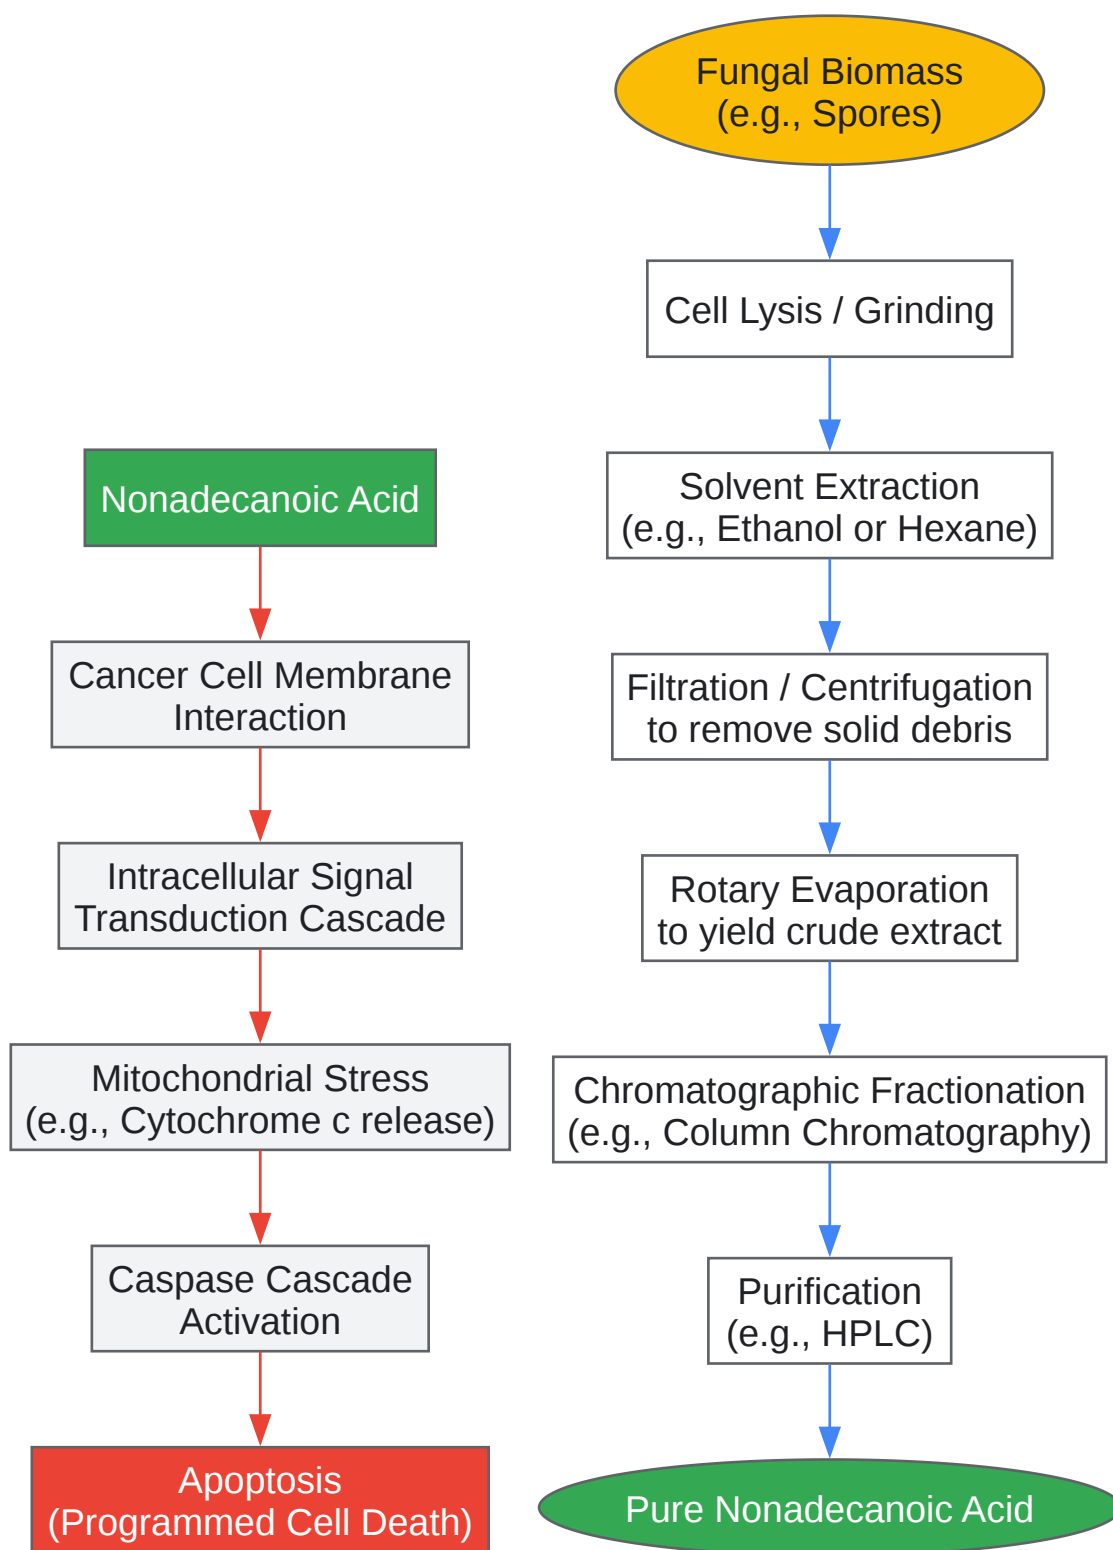 Nonadecanoic Acid
Cancer Cell Membrane
Interaction
Intracellular Signal
Transduction Cascade
Mitochondrial Stress
(e.g., Cytochrome c release)
Caspase Cascade
Activation
Apoptosis
(Programmed Cell Death)
Fungal Biomass
(e.g., Spores)
Cell Lysis / Grinding
Solvent Extraction
(e.g., Ethanol or Hexane)
Filtration / Centrifugation
to remove solid debris
Rotary Evaporation
to yield crude extract
Chromatographic Fractionation
(e.g., Column Chromatography)
Purification
(e.g., HPLC)
Pure Nonadecanoic Acid